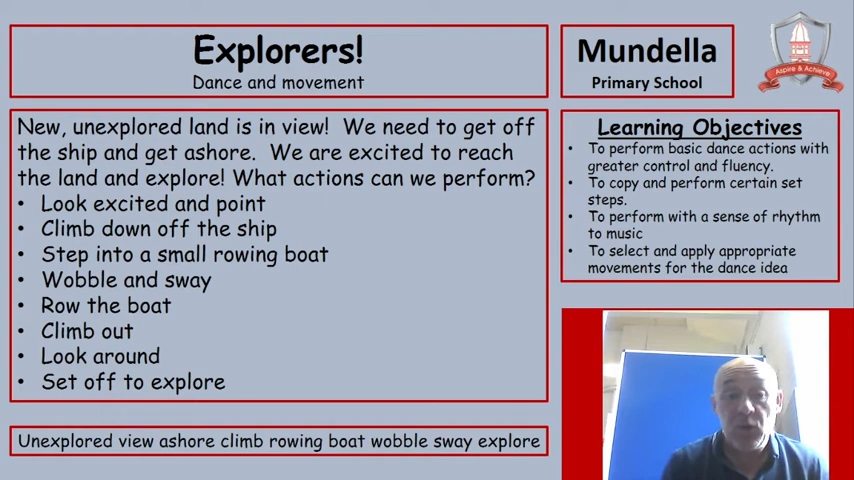 Explorers!
Dance and movement
Mundella
Primary School
Aspire & Achieve
New, unexplored land is in view!  We need to get off
the ship and get ashore.  We are excited to reach
the land and explore! What actions can we perform?
• Look excited and point
• Climb down off the ship
• Step into a small rowing boat
• Wobble and sway
• Row the boat
• Climb out
• Look around
• Set off to explore
Learning Objectives
• To perform basic dance actions with
greater control and fluency.
• To copy and perform certain set
steps.
• To perform with a sense of rhythm
to music
• To select and apply appropriate
movements for the dance idea
Unexplored view ashore climb rowing boat wobble sway explore